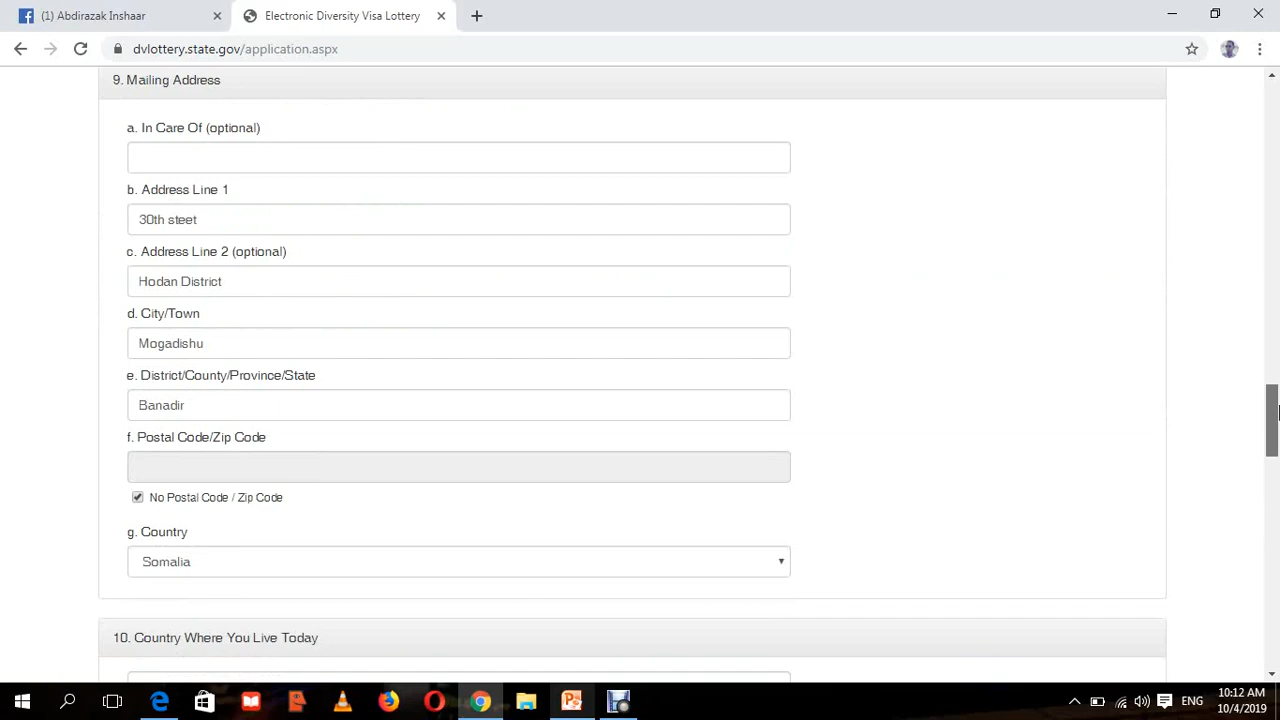 (1) Abdirazak Inshaar
Electronic Diversity Visa Lottery
dvlottery.state.gov/application.aspx
9. Mailing Address
a. In Care Of (optional)
b. Address Line 1
30th steet
c. Address Line 2 (optional)
Hodan District
d. City/Town
Mogadishu
e. District/County/Province/State
Banadir
f. Postal Code/Zip Code
No Postal Code / Zip Code
g. Country
Somalia
10. Country Where You Live Today
ENG
10:12 AM
10/4/2019